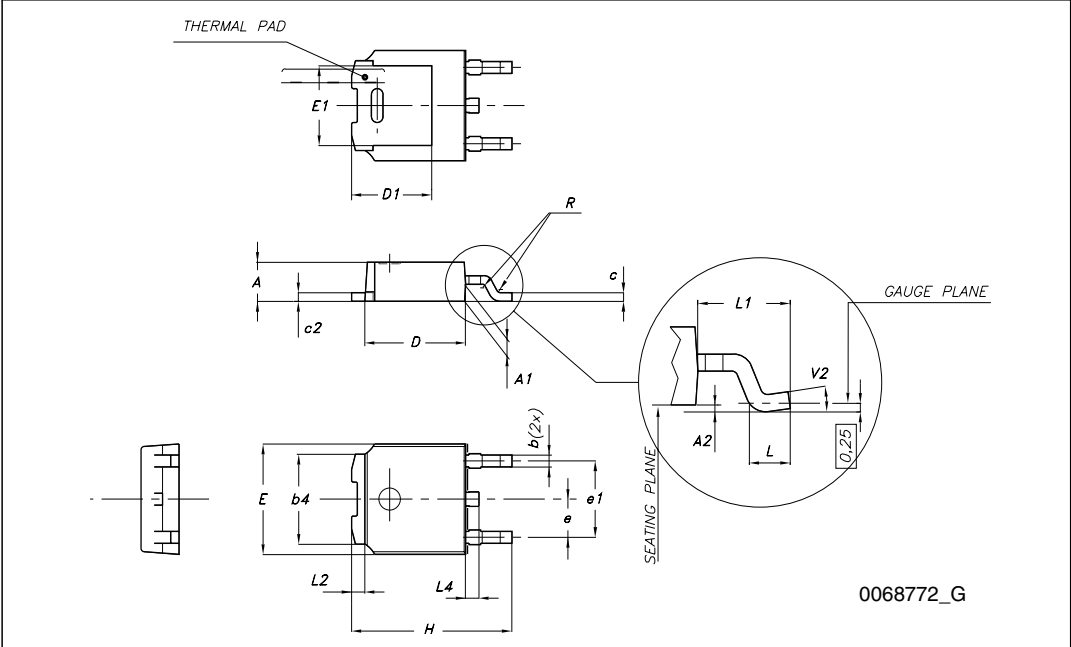 THERMAL PAD
E1
D1
R
A
c
c2
D
A1
L1
GAUGE PLANE
V2
A2
L
0,25
SEATING PLANE
b(2x)
E
b4
e
e1
L2
L4
H
0068772_G